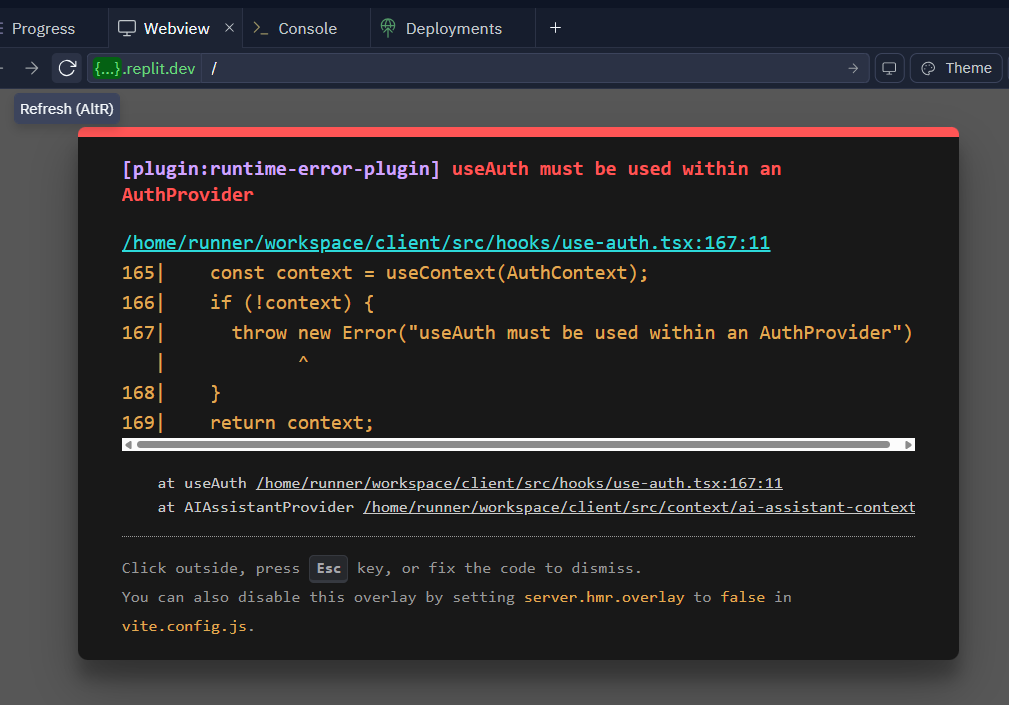 Progress
Webview
Console
Deployments
{...}.replit.dev /
Theme
Refresh (AltR)
[plugin:runtime-error-plugin] useAuth must be used within an
AuthProvider
/home/runner/workspace/client/src/hooks/use-auth.tsx:167:11
165|    const context = useContext(AuthContext);
166|    if (!context) {
167|      throw new Error("useAuth must be used within an AuthProvider")
   |            ^
168|    }
169|    return context;
at useAuth /home/runner/workspace/client/src/hooks/use-auth.tsx:167:11
at AIAssistantProvider /home/runner/workspace/client/src/context/ai-assistant-context
Click outside, press Esc key, or fix the code to dismiss.
You can also disable this overlay by setting server.hmr.overlay to false in
vite.config.js.